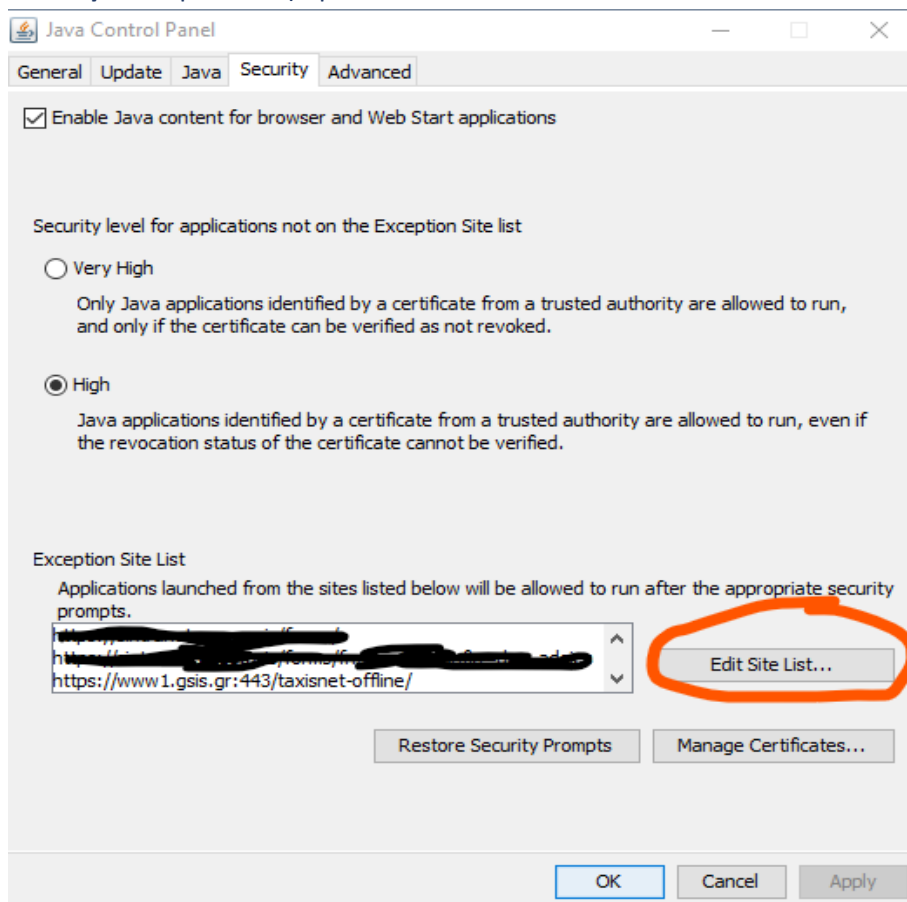 Java Control Panel
General Update Java Security Advanced
Enable Java content for browser and Web Start applications
Security level for applications not on the Exception Site list
Very High
Only Java applications identified by a certificate from a trusted authority are allowed to run,
and only if the certificate can be verified as not revoked.
High
Java applications identified by a certificate from a trusted authority are allowed to run, even if
the revocation status of the certificate cannot be verified.
Exception Site List
Applications launched from the sites listed below will be allowed to run after the appropriate security
prompts.
https://www1.gsis.gr:443/taxisnet-offline/
Edit Site List...
Restore Security Prompts Manage Certificates...
OK Cancel Apply